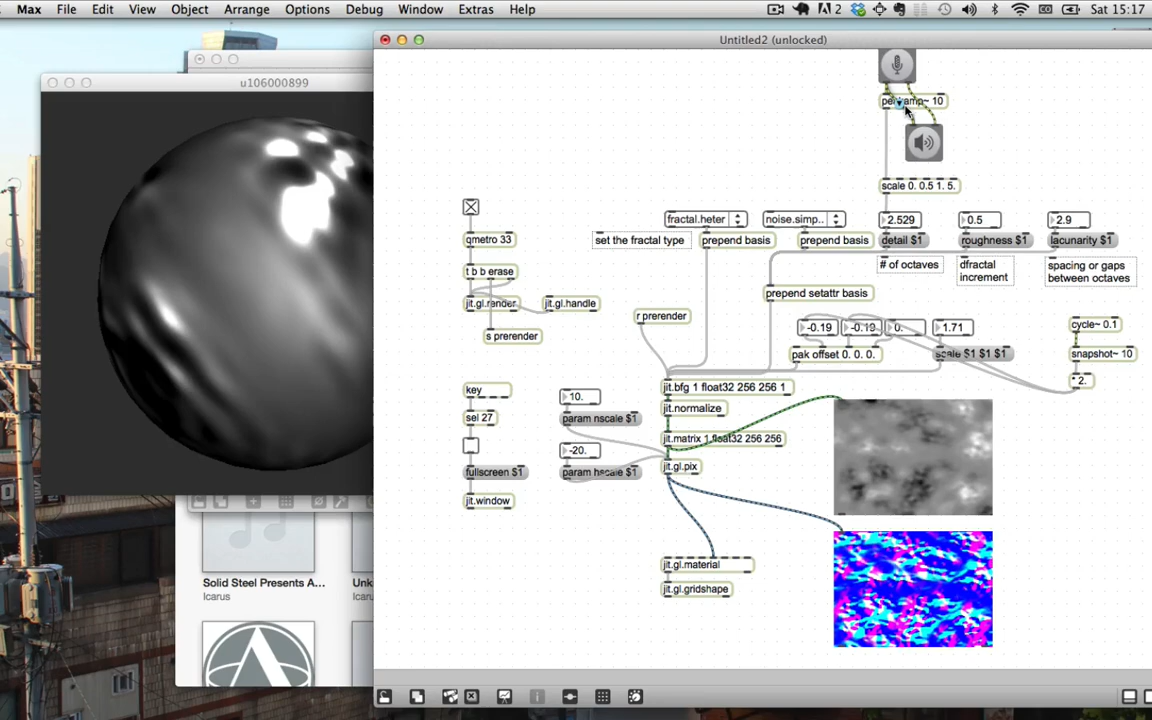 Max File Edit View Object Arrange Options Debug Window Extras Help
2
Sat 15:17
Untitled2 (unlocked)
u106000899
scale 0. 0.5 1. 5.
fractal.heter
noise.simp..
2.529
0.5
2.9
qmetro 33
set the fractal type
prepend basis
prepend basis
detail $1
roughness $1
lacunarity $1
# of octaves
dfractal
increment
spacing or gaps
between octaves
t b b erase
prepend setattr basis
jit.gl.render
jit.gl.handle
r prerender
s prerender
-0.19
-0.19
0.
1.71
cycle~ 0.1
pak offset 0. 0. 0.
scale $1 $1 $1
snapshot~ 10
* 2.
key
10.
jit.bfg 1 float32 256 256 1
sel 27
param nscale $1
jit.normalize
jit.matrix 1 float32 256 256
-20.
fullscreen $1
param hscale $1
jit.gl.pix
jit.window
jit.gl.material
jit.gl.gridshape
Solid Steel Presents A...
Icarus
Icarus